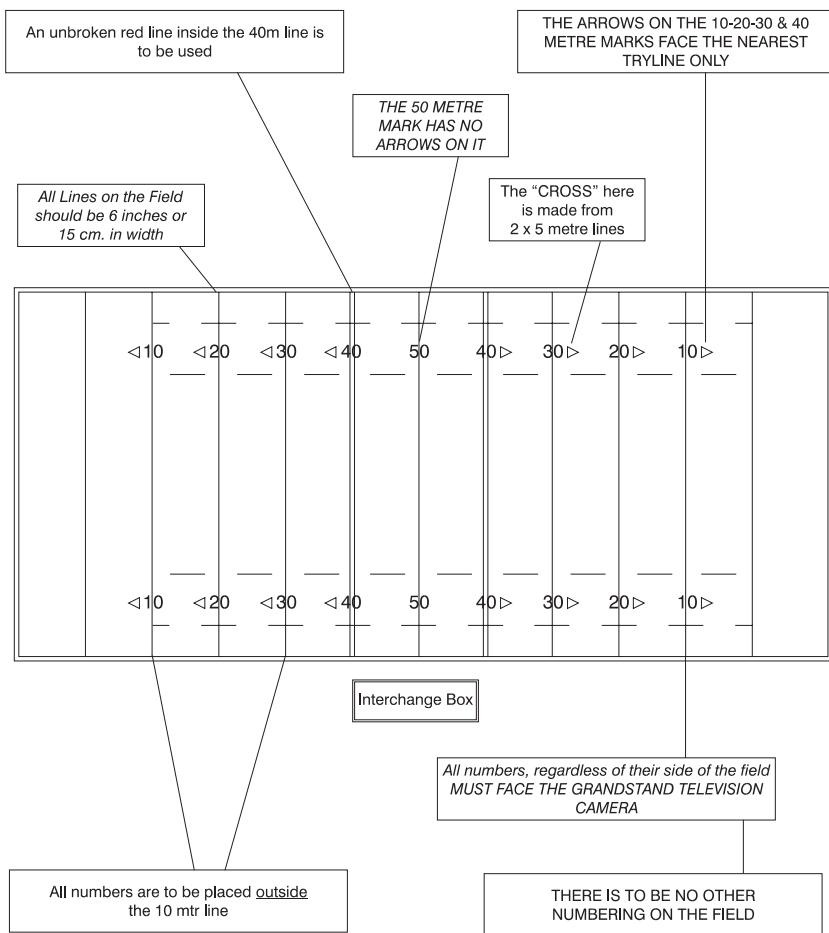 An unbroken red line inside the 40m line is
to be used
THE ARROWS ON THE 10-20-30 & 40
METRE MARKS FACE THE NEAREST
TRYLINE ONLY
THE 50 METRE
MARK HAS NO
ARROWS ON IT
All Lines on the Field
should be 6 inches or
15 cm. in width
The “CROSS” here
is made from
2 x 5 metre lines
10 20 30 40 50 40 30 20 10
10 20 30 40 50 40 30 20 10
Interchange Box
All numbers, regardless of their side of the field
MUST FACE THE GRANDSTAND TELEVISION
CAMERA
All numbers are to be placed outside
the 10 mtr line
THERE IS TO BE NO OTHER
NUMBERING ON THE FIELD